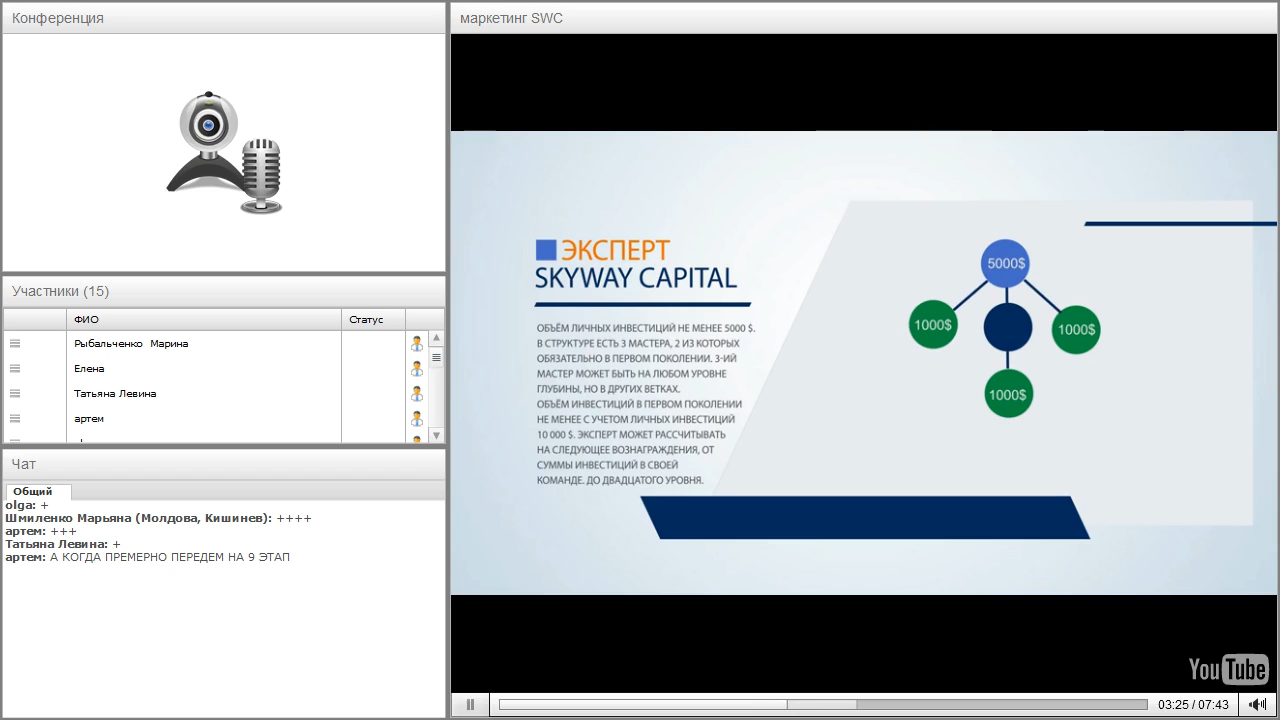 Конференция
маркетинг SWC
Участники (15)
ФИО
Статус
Рыбальченко Марина
Елена
Татьяна Левина
артем
Чат
Общий
olga: +
Шмиленко Марьяна (Молдова, Кишинев): ++++
артем: +++
Татьяна Левина: +
артем: А КОГДА ПРЕМЕРНО ПЕРЕДЕМ НА 9 ЭТАП
ЭКСПЕРТ
SKYWAY CAPITAL
ОБЪЁМ ЛИЧНЫХ ИНВЕСТИЦИЙ НЕ МЕНЕЕ 5000 $.
В СТРУКТУРЕ ЕСТЬ 3 МАСТЕРА, 2 ИЗ КОТОРЫХ
ОБЯЗАТЕЛЬНО В ПЕРВОМ ПОКОЛЕНИИ. 3-ИЙ
МАСТЕР МОЖЕТ БЫТЬ НА ЛЮБОМ УРОВНЕ
ГЛУБИНЫ, НО В ДРУГИХ ВЕТКАХ.
ОБЪЁМ ИНВЕСТИЦИЙ В ПЕРВОМ ПОКОЛЕНИИ
НЕ МЕНЕЕ С УЧЕТОМ ЛИЧНЫХ ИНВЕСТИЦИЙ
10 000 $. ЭКСПЕРТ МОЖЕТ РАССЧИТЫВАТЬ
НА СЛЕДУЮЩЕЕ ВОЗНАГРАЖДЕНИЯ, ОТ
СУММЫ ИНВЕСТИЦИЙ В СВОЕЙ
КОМАНДЕ. ДО ДВАДЦАТОГО УРОВНЯ.
5000$
1000$
1000$
1000$
YouTube
03:25 / 07:43